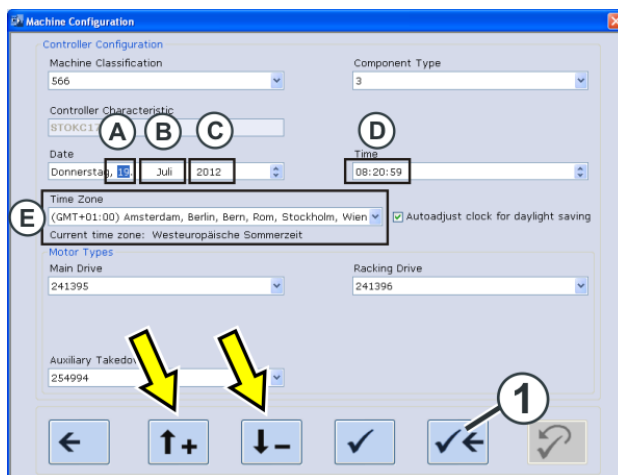 Machine Configuration
Controller Configuration
Machine Classification
Component Type
566
3
Controller Characteristic
A
B
C
D
Date
Time
Donnerstag, 19. Juli 2012
08:20:59
E
Time Zone
(GMT+01:00) Amsterdam, Berlin, Bern, Rom, Stockholm, Wien
Autoadjust clock for daylight saving
Current time zone: Westeuropäische Sommerzeit
Motor Types
Main Drive
Racking Drive
241395
241396
Auxiliary
254994
1